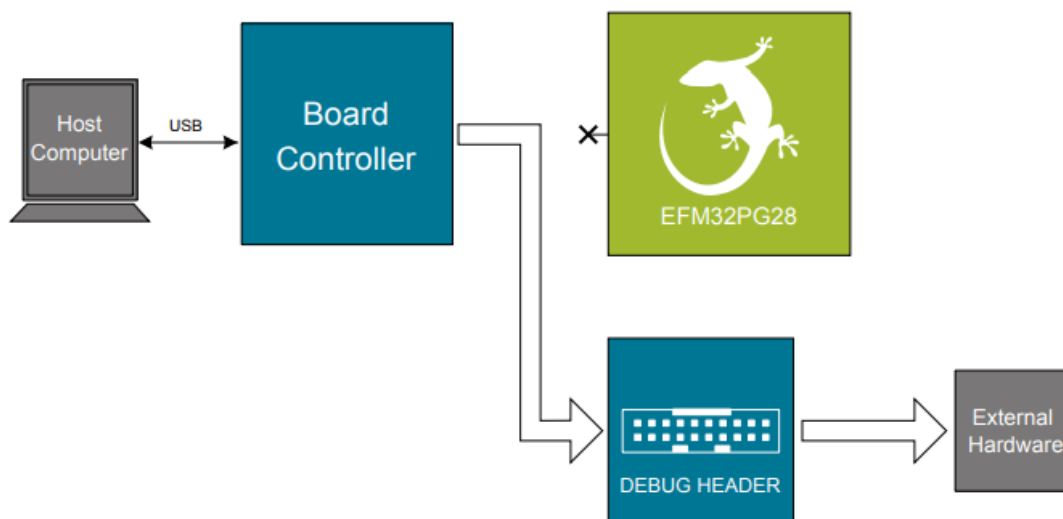 Host
Computer
USB
Board
Controller
EFM32PG28
DEBUG HEADER
External
Hardware